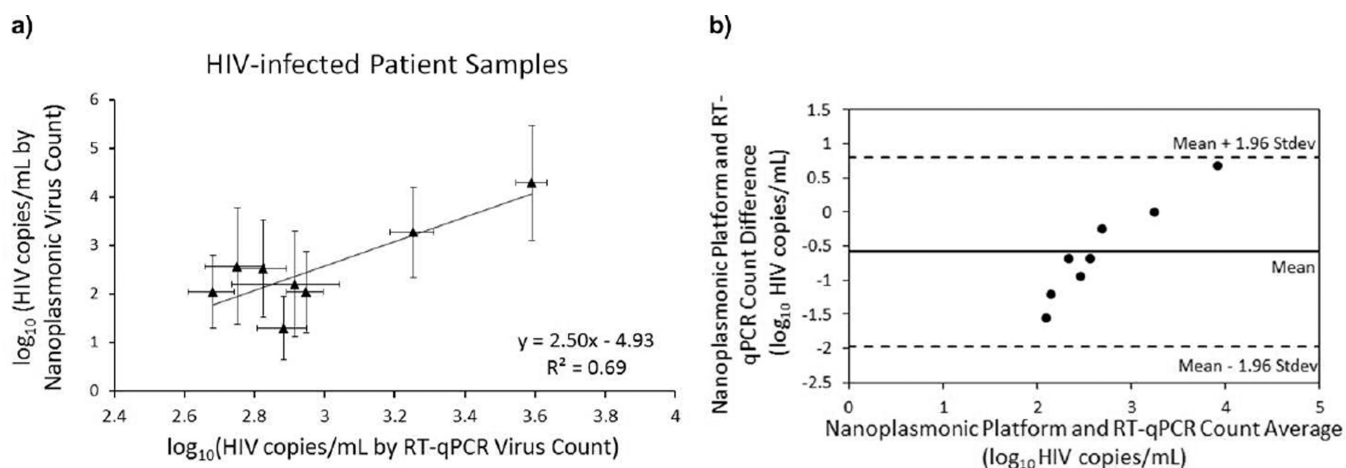 a)
HIV-infected Patient Samples
log10 (HIV copies/mL by
Nanoplasmonic Virus Count)
6
5
4
3
2
1
0
y = 2.50x - 4.93
R² = 0.69
2.4 2.6 2.8 3 3.2 3.4 3.6 3.8 4
log10(HIV copies/mL by RT-qPCR Virus Count)
b)
Nanoplasmonic Platform and RT-
qPCR Count Difference
(log10 HIV copies/mL)
1.5
1
0.5
0
-0.5
-1
-1.5
-2
-2.5
Mean + 1.96 Stdev
Mean
Mean - 1.96 Stdev
0 1 2 3 4 5
Nanoplasmonic Platform and RT-qPCR Count Average
(log10 HIV copies/mL)